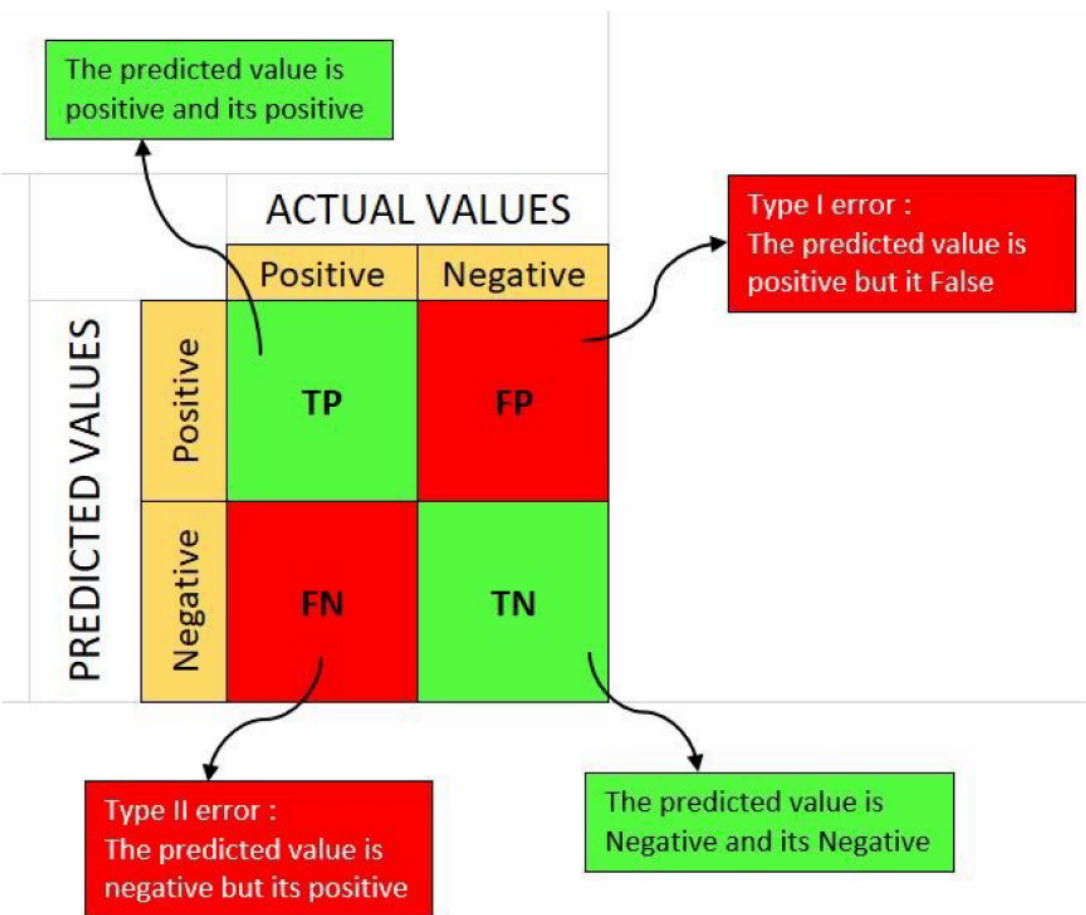 The predicted value is
positive and its positive
ACTUAL VALUES
Type I error :
The predicted value is
positive but it False
Positive Negative
PREDICTED VALUES
Positive
TP
FP
Negative
FN
TN
Type II error :
The predicted value is
negative but its positive
The predicted value is
Negative and its Negative